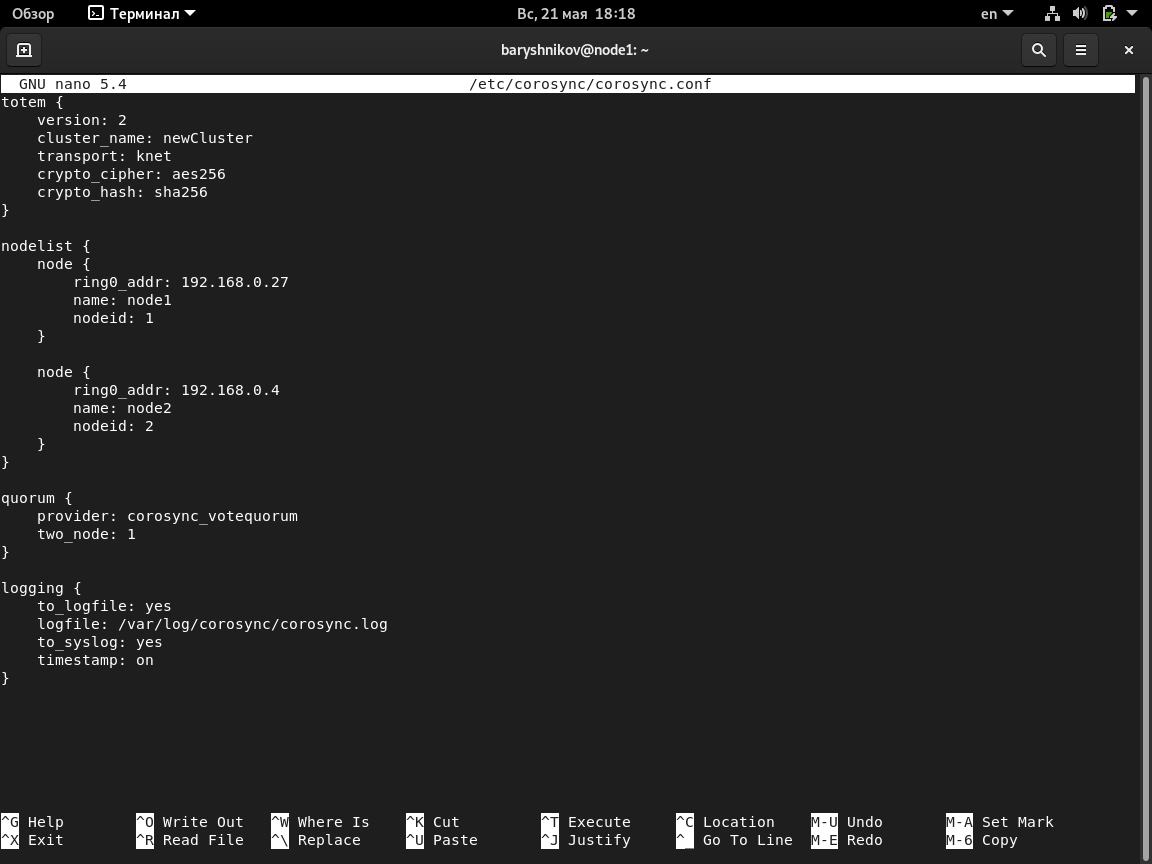 Обзор Терминал Вс, 21 мая 18:18 en
baryshnikov@node1: ~
GNU nano 5.4 /etc/corosync/corosync.conf
totem {
    version: 2
    cluster_name: newCluster
    transport: knet
    crypto_cipher: aes256
    crypto_hash: sha256
}

nodelist {
    node {
        ring0_addr: 192.168.0.27
        name: node1
        nodeid: 1
    }

    node {
        ring0_addr: 192.168.0.4
        name: node2
        nodeid: 2
    }
}

quorum {
    provider: corosync_votequorum
    two_node: 1
}

logging {
    to_logfile: yes
    logfile: /var/log/corosync/corosync.log
    to_syslog: yes
    timestamp: on
}

^G Help ^O Write Out ^W Where Is ^K Cut ^T Execute ^C Location M-U Undo M-A Set Mark
^X Exit ^R Read File ^\ Replace ^U Paste ^J Justify ^_ Go To Line M-E Redo M-6 Copy